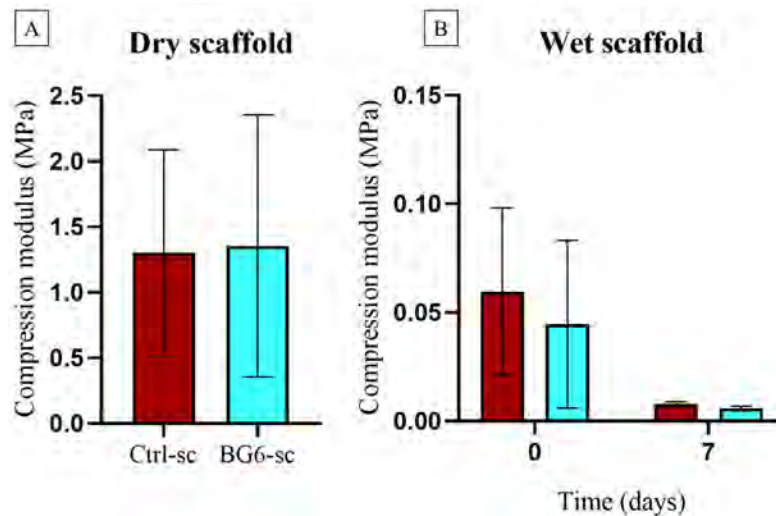 A
Dry scaffold
Compression modulus (MPa)
2.5
2.0
1.5
1.0
0.5
0.0
Ctrl-sc BG6-sc
B
Wet scaffold
Compression modulus (MPa)
0.15
0.10
0.05
0.00
0 7
Time (days)